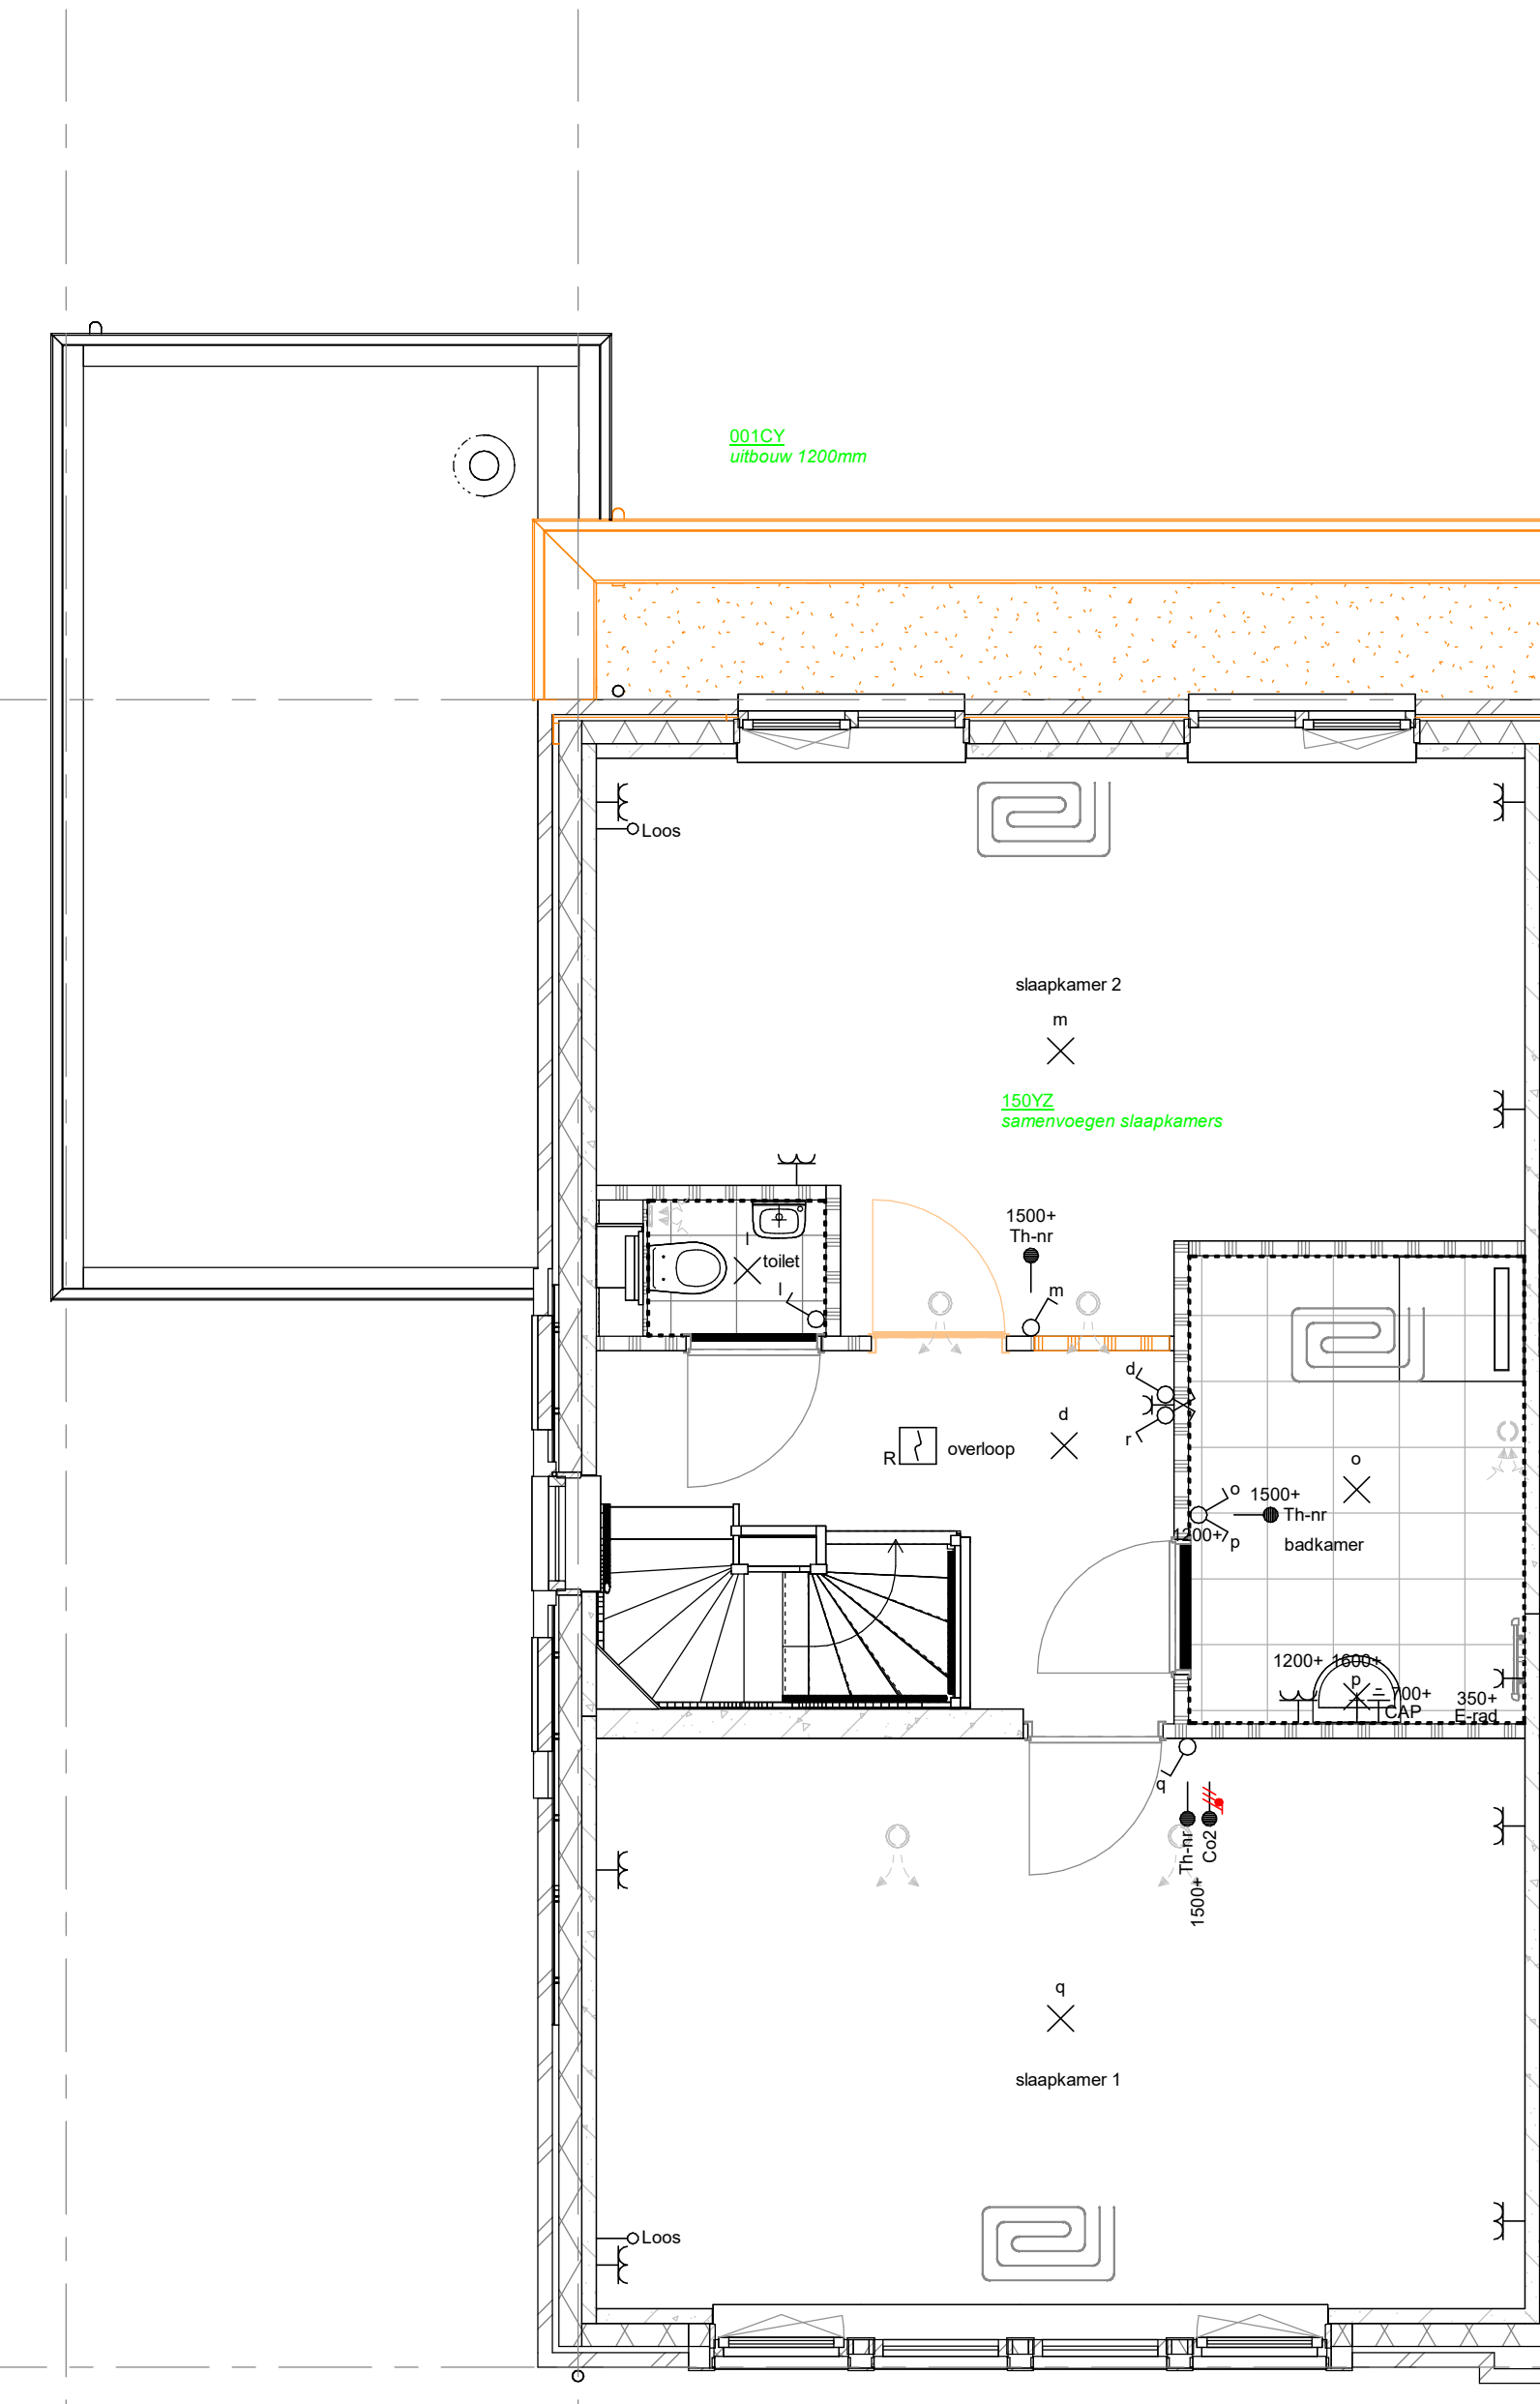 001CY
uitbouw 1200mm
Loos
slaapkamer 2
m
150YZ
samenvoegen slaapkamers
1500+
Th-nr
l
toilet
l
m
d
d
r
R
overloop
o
o
1500+
Th-nr
1200+
p
badkamer
1200+
1600+
p
700+
CAP
350+
E-rad
q
Th-nr
1500+
Co2
q
slaapkamer 1
Loos